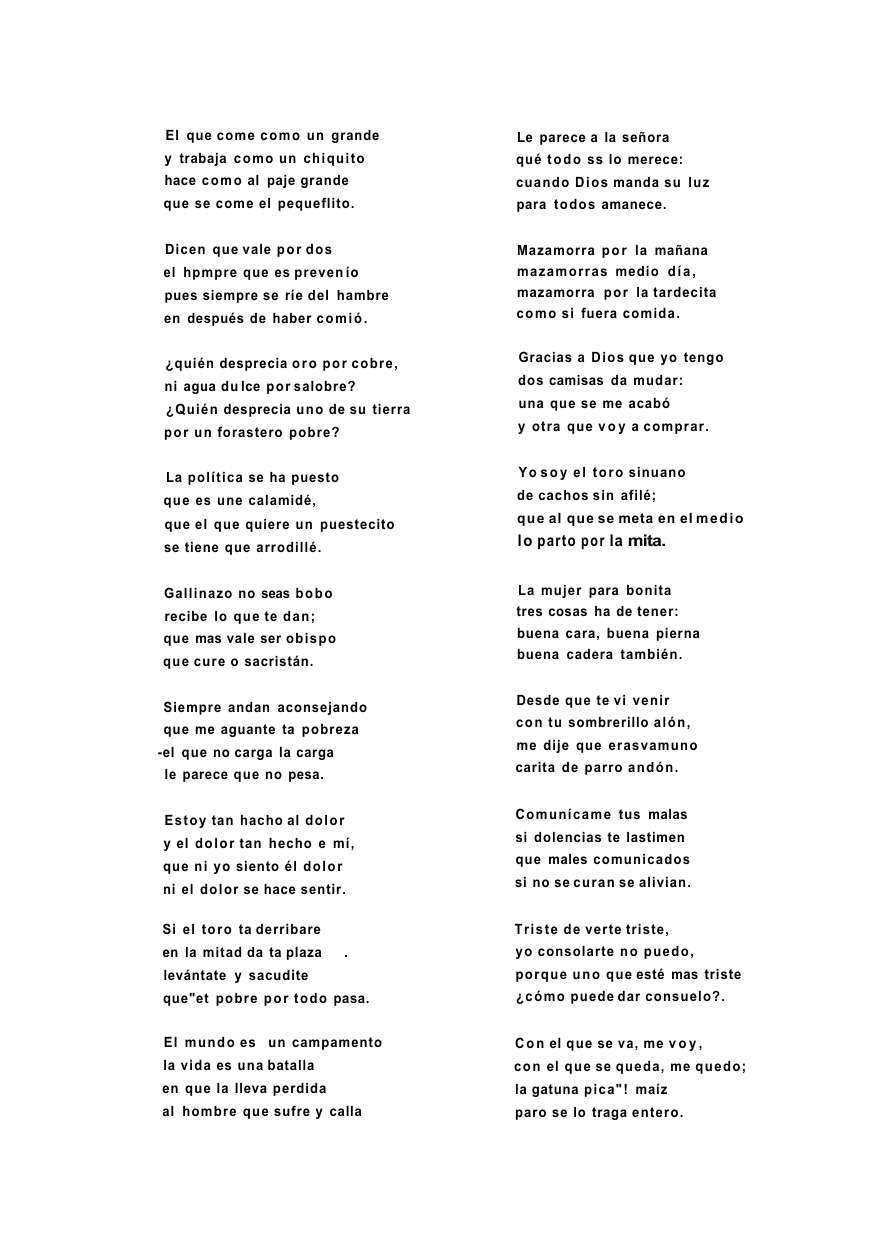 El que come como un grande
y trabaja como un chiquito
hace como al paje grande
que se come el pequeflito.
Dicen que vale por dos
el hpmpre que es prevenío
pues siempre se ríe del hambre
en después de haber comió.
¿quién desprecia oro por cobre,
ni agua dulce por salobre?
¿Quién desprecia uno de su tierra
por un forastero pobre?
La política se ha puesto
que es une calamidé,
que el que quiere un puestecito
se tiene que arrodillé.
Gallinazo no seas bobo
recibe lo que te dan;
que mas vale ser obispo
que cure o sacristán.
Siempre andan aconsejando
que me aguante ta pobreza
-el que no carga la carga
le parece que no pesa.
Estoy tan hacho al dolor
y el dolor tan hecho e mí,
que ni yo siento él dolor
ni el dolor se hace sentir.
Si el toro ta derribare
en la mitad da ta plaza .
levántate y sacudite
que"et pobre por todo pasa.
El mundo es un campamento
la vida es una batalla
en que la lleva perdida
al hombre que sufre y calla
Le parece a la señora
qué todo ss lo merece:
cuando Dios manda su luz
para todos amanece.
Mazamorra por la mañana
mazamorras medio día,
mazamorra por la tardecita
como si fuera comida.
Gracias a Dios que yo tengo
dos camisas da mudar:
una que se me acabó
y otra que voy a comprar.
Yo soy el toro sinuano
de cachos sin afilé;
que al que se meta en el medio
lo parto por la mita.
La mujer para bonita
tres cosas ha de tener:
buena cara, buena pierna
buena cadera también.
Desde que te vi venir
con tu sombrerillo alón,
me dije que erasvamuno
carita de parro andón.
Comunícame tus malas
si dolencias te lastimen
que males comunicados
si no se curan se alivian.
Triste de verte triste,
yo consolarte no puedo,
porque uno que esté mas triste
¿cómo puede dar consuelo?.
Con el que se va, me voy,
con el que se queda, me quedo;
la gatuna pica"! maíz
paro se lo traga entero.